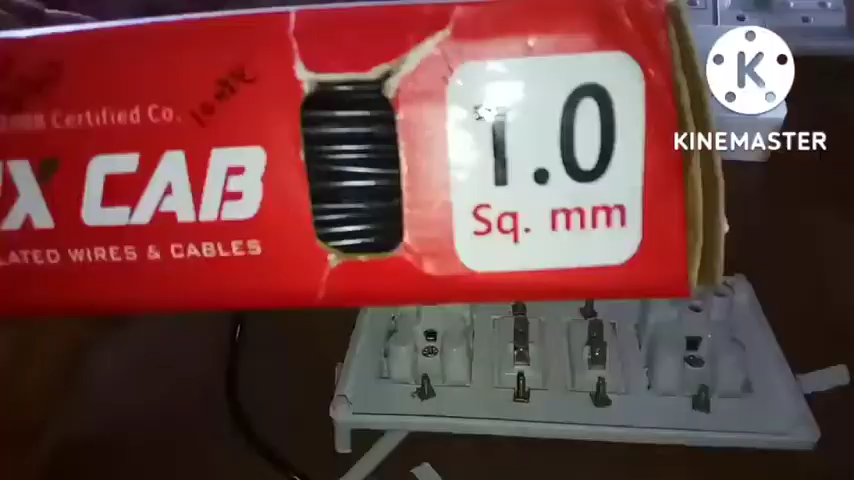 Certified Co.
X CAB
LATED WIRES & CABLES
1.0
Sq. mm
K
KINEMASTER